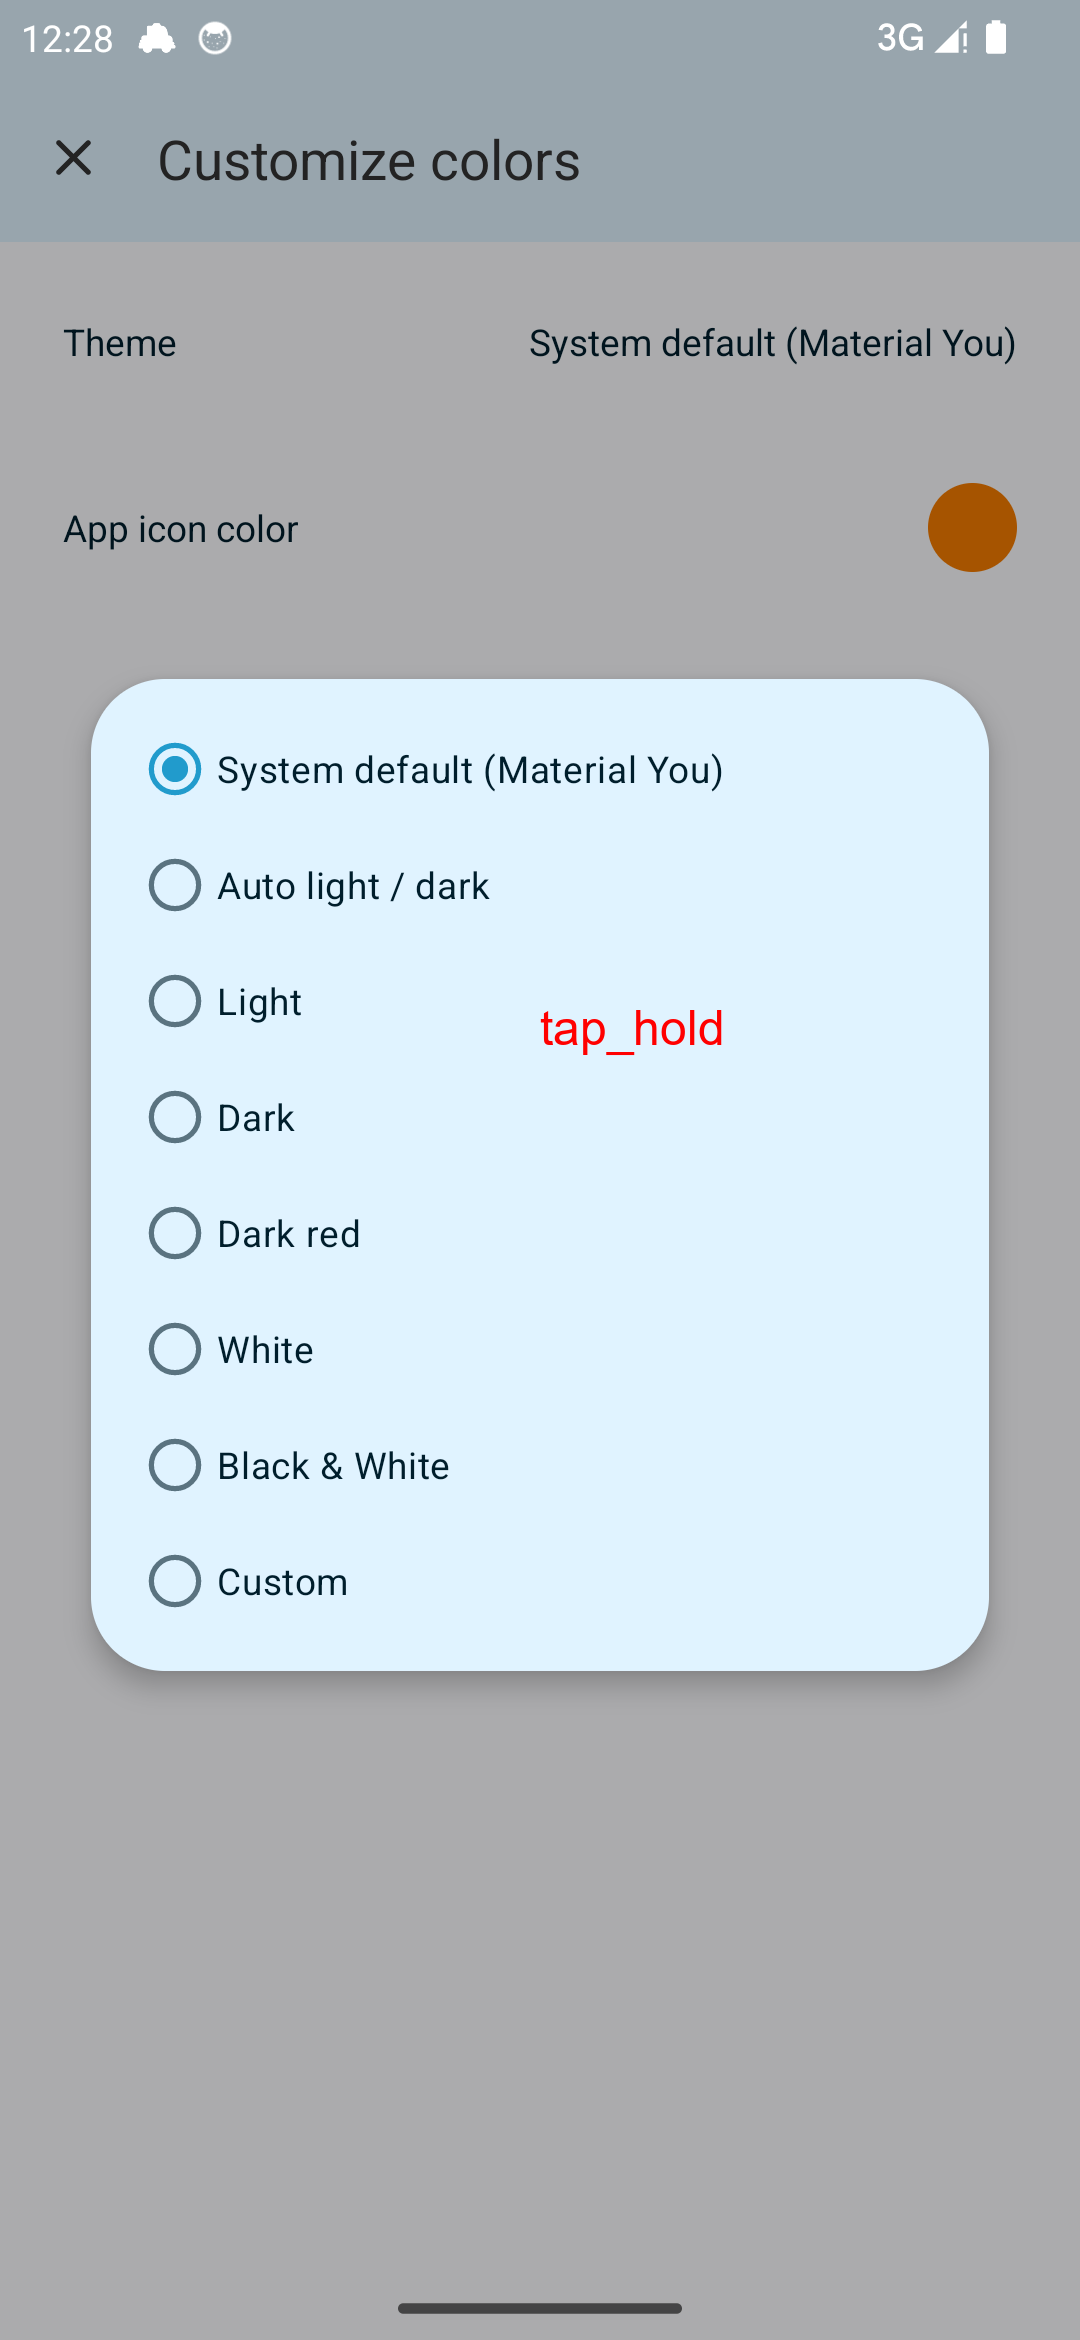 12:28 3G
Customize colors
Theme System default (Material You)
App icon color
System default (Material You)
Auto light / dark
Light
tap_hold
Dark
Dark red
White
Black & White
Custom